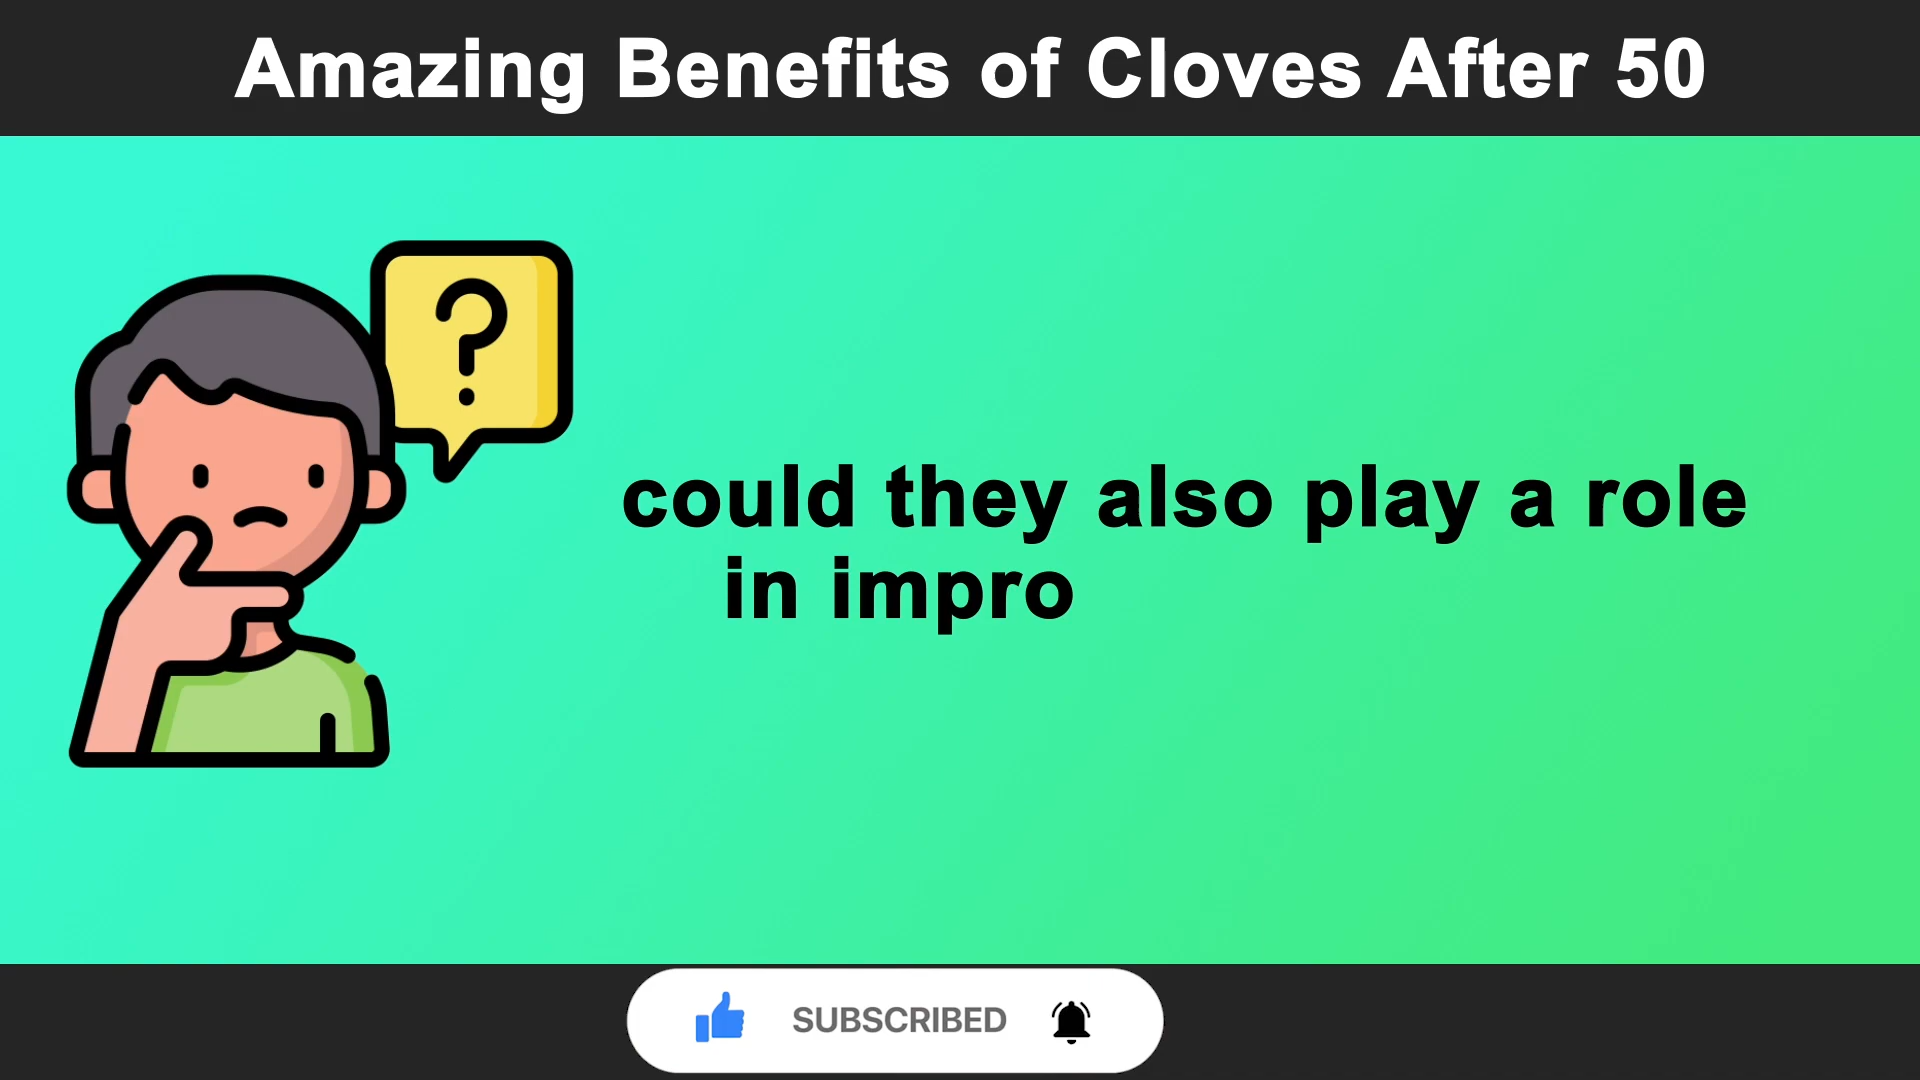 Amazing Benefits of Cloves After 50
?
could they also play a role
in impro
SUBSCRIBED